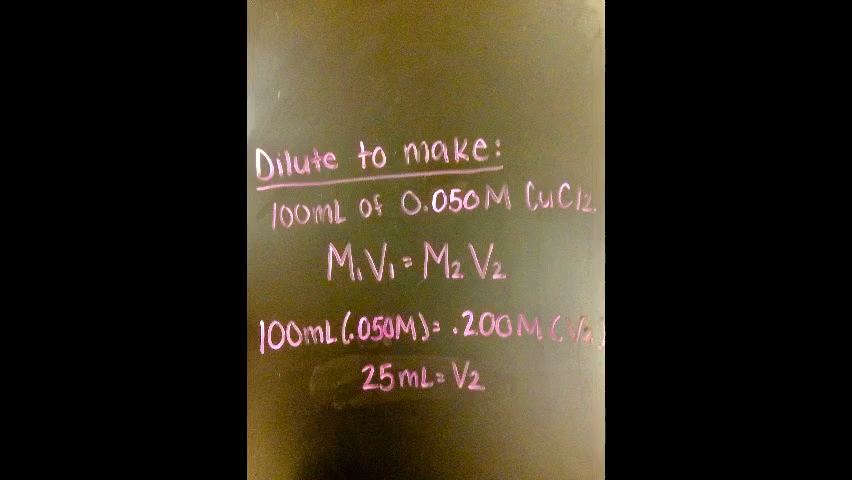 Dilute to make:
100mL of 0.050M CuCl2
M1V1=M2V2
100mL(.050M)=.200M(V2)
25mL=V2